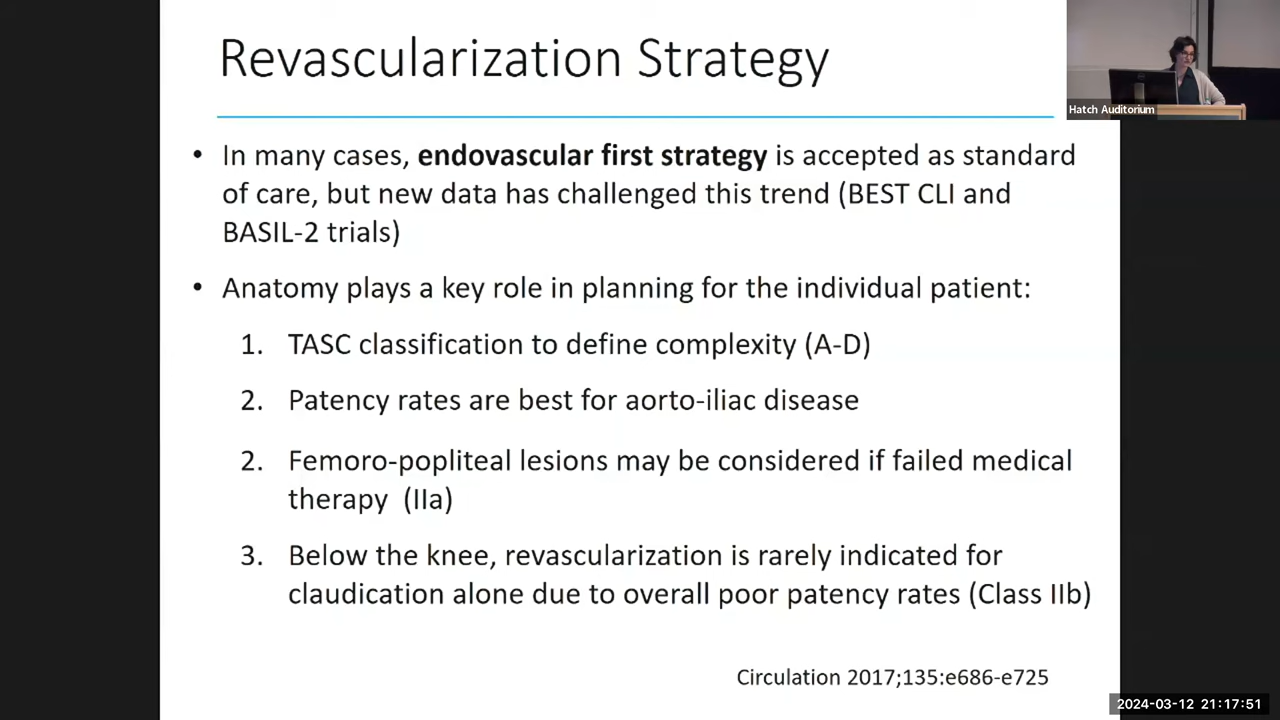 Revascularization Strategy
Hatch Auditorium
• In many cases, endovascular first strategy is accepted as standard
of care, but new data has challenged this trend (BEST CLI and
BASIL-2 trials)
• Anatomy plays a key role in planning for the individual patient:
1. TASC classification to define complexity (A-D)
2. Patency rates are best for aorto-iliac disease
2. Femoro-popliteal lesions may be considered if failed medical
therapy (IIa)
3. Below the knee, revascularization is rarely indicated for
claudication alone due to overall poor patency rates (Class IIb)
Circulation 2017;135:e686-e725
2024-03-12 21:17:51